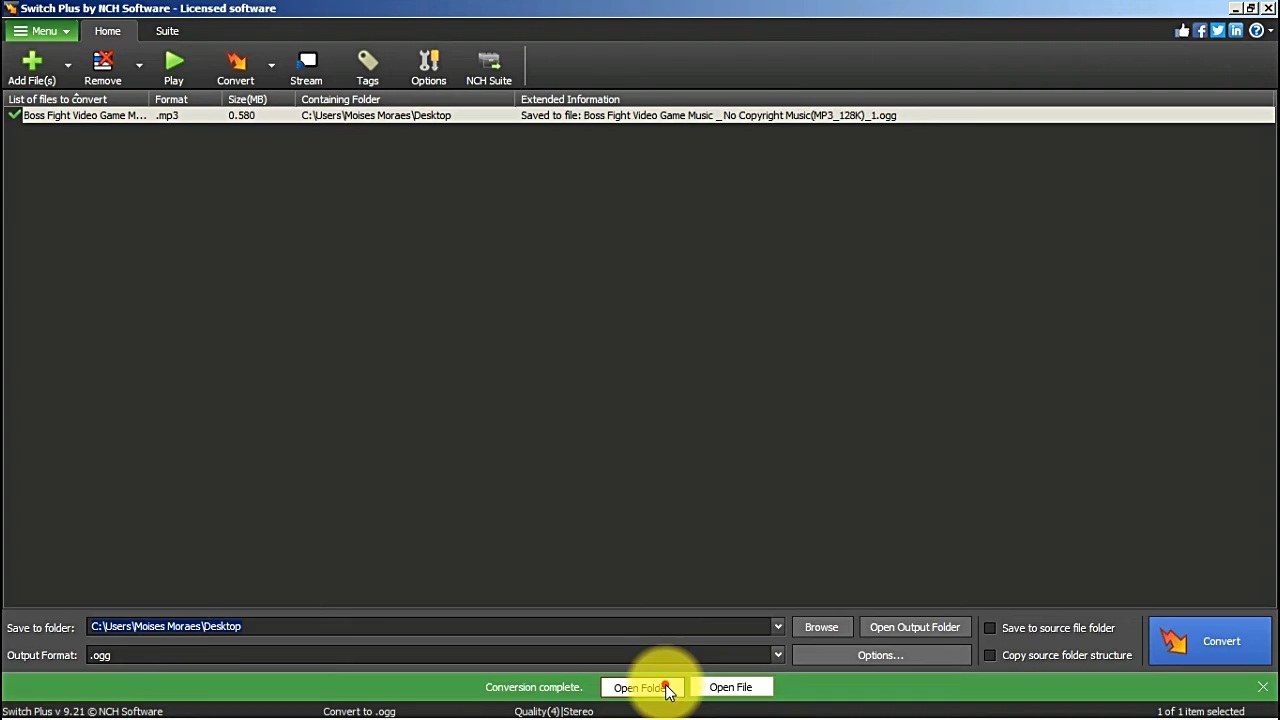 Switch Plus by NCH Software - Licensed software
Menu Home Suite
Add File(s) Remove Play Convert Stream Tags Options NCH Suite
List of files to convert Format Size(MB) Containing Folder Extended Information
Boss Fight Video Game M... .mp3 0.580 C:\Users\Moises Moraes\Desktop Saved to file: Boss Fight Video Game Music _ No Copyright Music(MP3_128K)_1.ogg
Save to folder: C:\Users\Moises Moraes\Desktop Browse Open Output Folder Save to source file folder
Convert
Output Format: .ogg Options... Copy source folder structure
Conversion complete. Open Folder Open File
Switch Plus v 9.21 © NCH Software Convert to .ogg Quality(4)|Stereo 1 of 1 item selected